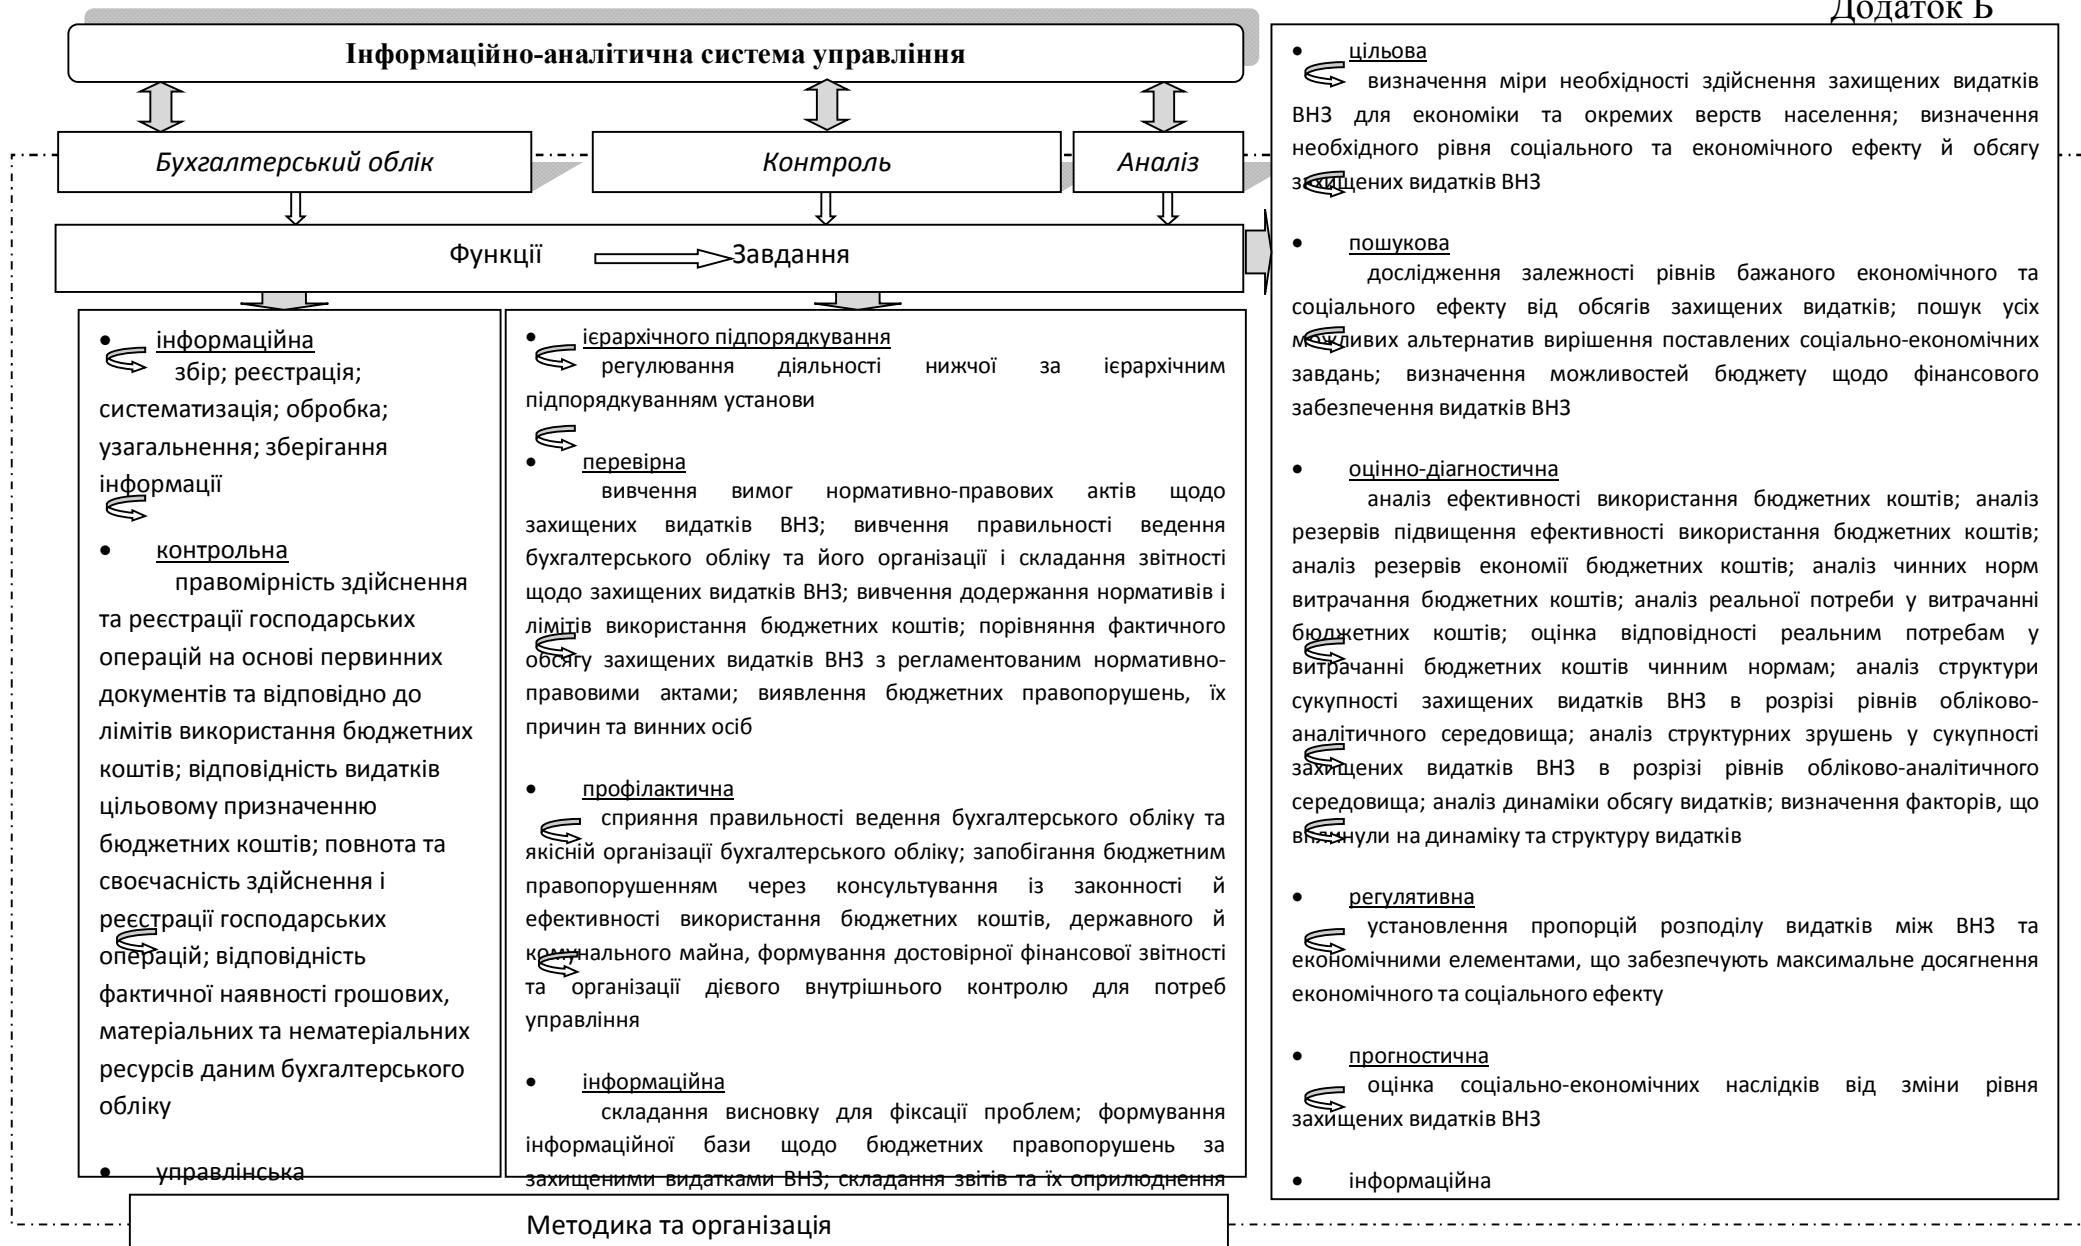 Додаток Б
Інформаційно-аналітична система управління
Бухгалтерський облік
Контроль
Аналіз
Функції
Завдання
• інформаційна
збір; реєстрація;
систематизація; обробка;
узагальнення; зберігання
інформації
• контрольна
правомірність здійснення
та реєстрації господарських
операцій на основі первинних
документів та відповідно до
лімітів використання бюджетних
коштів; відповідність видатків
цільовому призначенню
бюджетних коштів; повнота та
своєчасність здійснення і
реєстрації господарських
операцій; відповідність
фактичної наявності грошових,
матеріальних та нематеріальних
ресурсів даним бухгалтерського
обліку
• управлінська
• ієрархічного підпорядкування
регулювання діяльності нижчої за ієрархічним
підпорядкуванням установи
• перевірна
вивчення вимог нормативно-правових актів щодо
захищених видатків ВНЗ; вивчення правильності ведення
бухгалтерського обліку та його організації і складання звітності
щодо захищених видатків ВНЗ; вивчення додержання нормативів і
лімітів використання бюджетних коштів; порівняння фактичного
обсягу захищених видатків ВНЗ з регламентованим нормативно-
правовими актами; виявлення бюджетних правопорушень, їх
причин та винних осіб
• профілактична
сприяння правильності ведення бухгалтерського обліку та
якісній організації бухгалтерського обліку; запобігання бюджетним
правопорушенням через консультування із законності й
ефективності використання бюджетних коштів, державного й
комунального майна, формування достовірної фінансової звітності
та організації дієвого внутрішнього контролю для потреб
управління
• інформаційна
складання висновку для фіксації проблем; формування
інформаційної бази щодо бюджетних правопорушень за
захищеними видатками ВНЗ; складання звітів та їх оприлюднення
• цільова
визначення міри необхідності здійснення захищених видатків
ВНЗ для економіки та окремих верств населення; визначення
необхідного рівня соціального та економічного ефекту й обсягу
захищених видатків ВНЗ
• пошукова
дослідження залежності рівнів бажаного економічного та
соціального ефекту від обсягів захищених видатків; пошук усіх
можливих альтернатив вирішення поставлених соціально-економічних
завдань; визначення можливостей бюджету щодо фінансового
забезпечення видатків ВНЗ
• оцінно-діагностична
аналіз ефективності використання бюджетних коштів; аналіз
резервів підвищення ефективності використання бюджетних коштів;
аналіз резервів економії бюджетних коштів; аналіз чинних норм
витрачання бюджетних коштів; аналіз реальної потреби у витрачанні
бюджетних коштів; оцінка відповідності реальним потребам у
витрачанні бюджетних коштів чинним нормам; аналіз структури
сукупності захищених видатків ВНЗ в розрізі рівнів обліково-
аналітичного середовища; аналіз структурних зрушень у сукупності
захищених видатків ВНЗ в розрізі рівнів обліково-аналітичного
середовища; аналіз динаміки обсягу видатків; визначення факторів, що
вплинули на динаміку та структуру видатків
• регулятивна
установлення пропорцій розподілу видатків між ВНЗ та
економічними елементами, що забезпечують максимальне досягнення
економічного та соціального ефекту
• прогностична
оцінка соціально-економічних наслідків від зміни рівня
захищених видатків ВНЗ
• інформаційна
Методика та організація